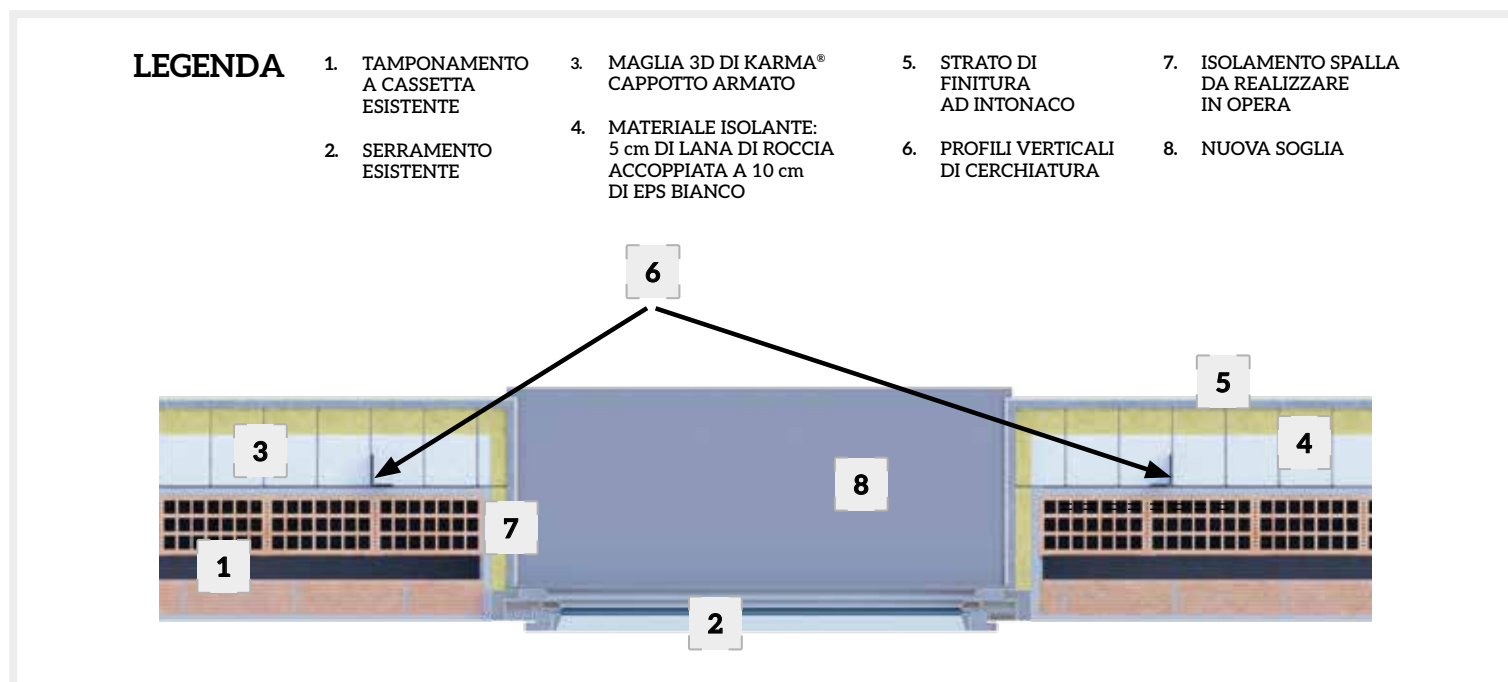 LEGENDA
1. TAMPONAMENTO
A CASSETTA
ESISTENTE
2. SERRAMENTO
ESISTENTE
3. MAGLIA 3D DI KARMA®
CAPPOTTO ARMATO
4. MATERIALE ISOLANTE:
5 cm DI LANA DI ROCCIA
ACCOPPIATA A 10 cm
DI EPS BIANCO
5. STRATO DI
FINITURA
AD INTONACO
6. PROFILI VERTICALI
DI CERCHIATURA
7. ISOLAMENTO SPALLA
DA REALIZZARE
IN OPERA
8. NUOVA SOGLIA
6
5
3
4
8
7
1
2